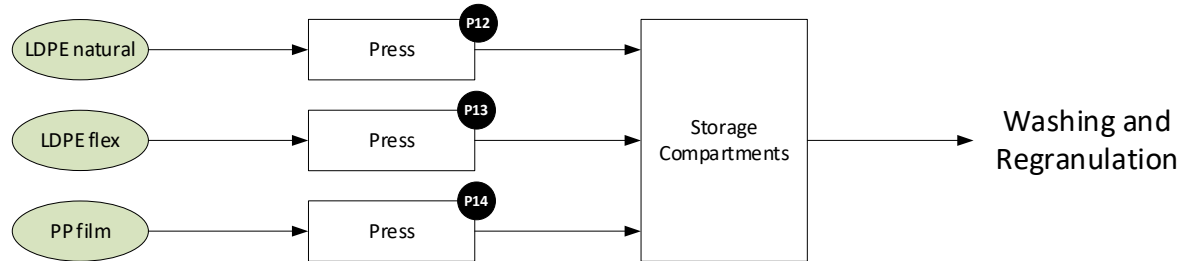 LDPE natural
Press
P12
LDPE flex
Press
P13
PP film
Press
P14
Storage
Compartments
Washing and
Regranulation